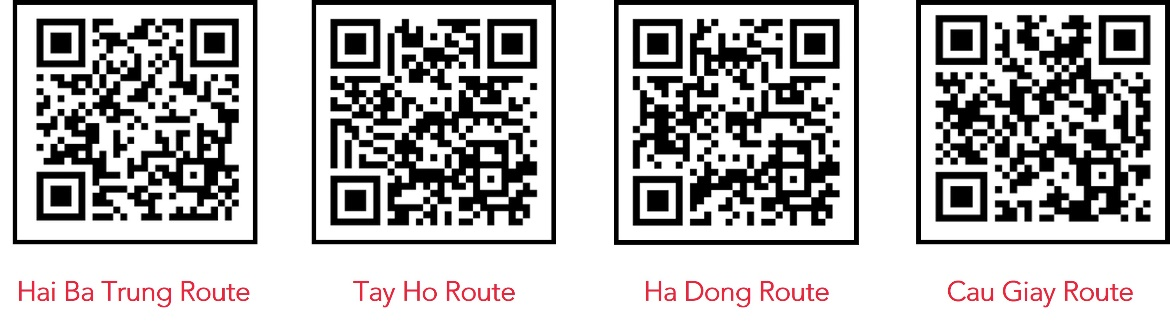 Hai Ba Trung Route
Tay Ho Route
Ha Dong Route
Cau Giay Route